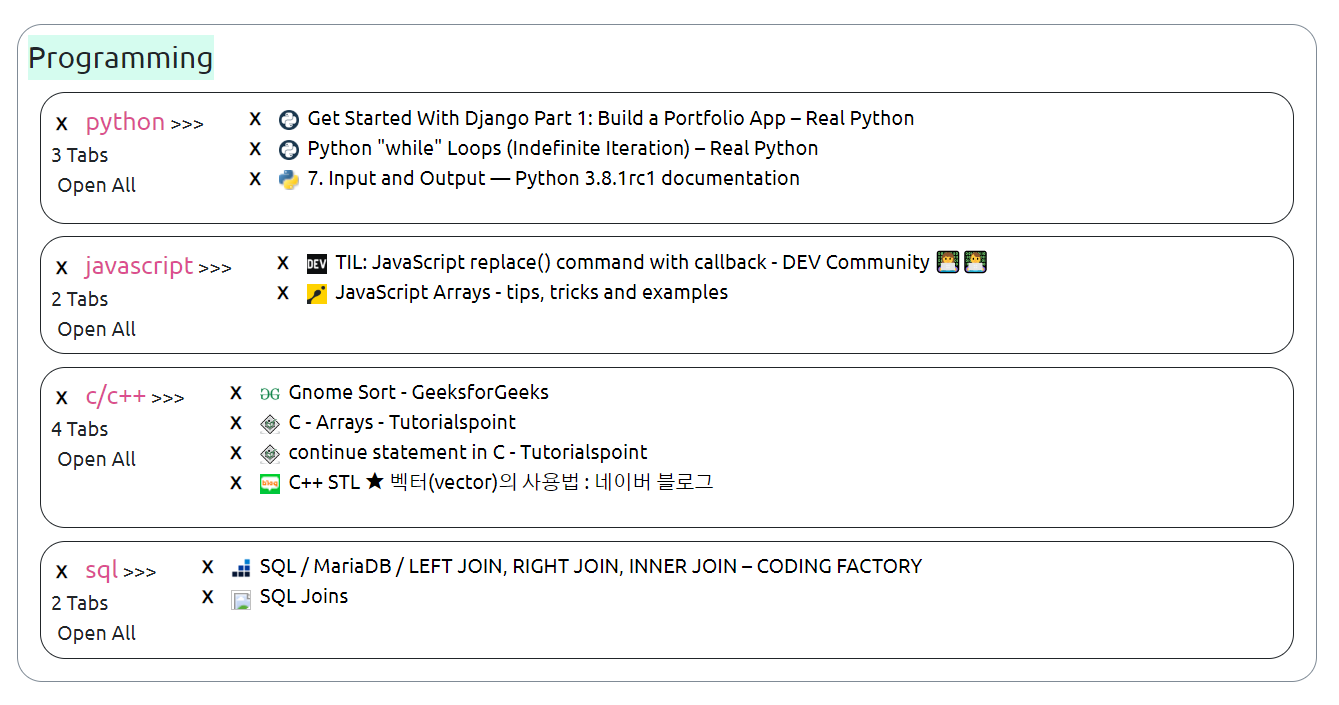 Programming
X python >>>
3 Tabs
Open All
X Get Started With Django Part 1: Build a Portfolio App – Real Python
X Python "while" Loops (Indefinite Iteration) – Real Python
X 7. Input and Output — Python 3.8.1rc1 documentation
X javascript >>>
2 Tabs
Open All
X DEV TIL: JavaScript replace() command with callback - DEV Community 👨‍💻👨‍💻
X JavaScript Arrays - tips, tricks and examples
X c/c++ >>>
4 Tabs
Open All
X Gnome Sort - GeeksforGeeks
X C - Arrays - Tutorialspoint
X continue statement in C - Tutorialspoint
X blog C++ STL ★ 벡터(vector)의 사용법 : 네이버 블로그
X sql >>>
2 Tabs
Open All
X SQL / MariaDB / LEFT JOIN, RIGHT JOIN, INNER JOIN – CODING FACTORY
X SQL Joins